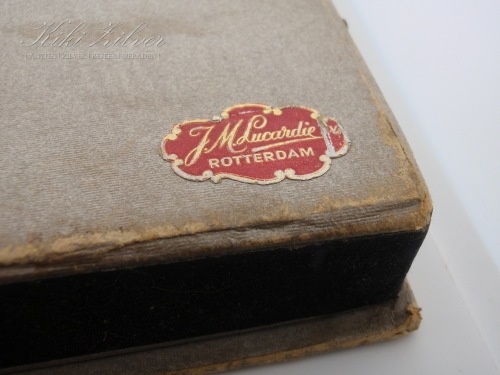 Kiki Zilver
J.M. Lucardie
ROTTERDAM